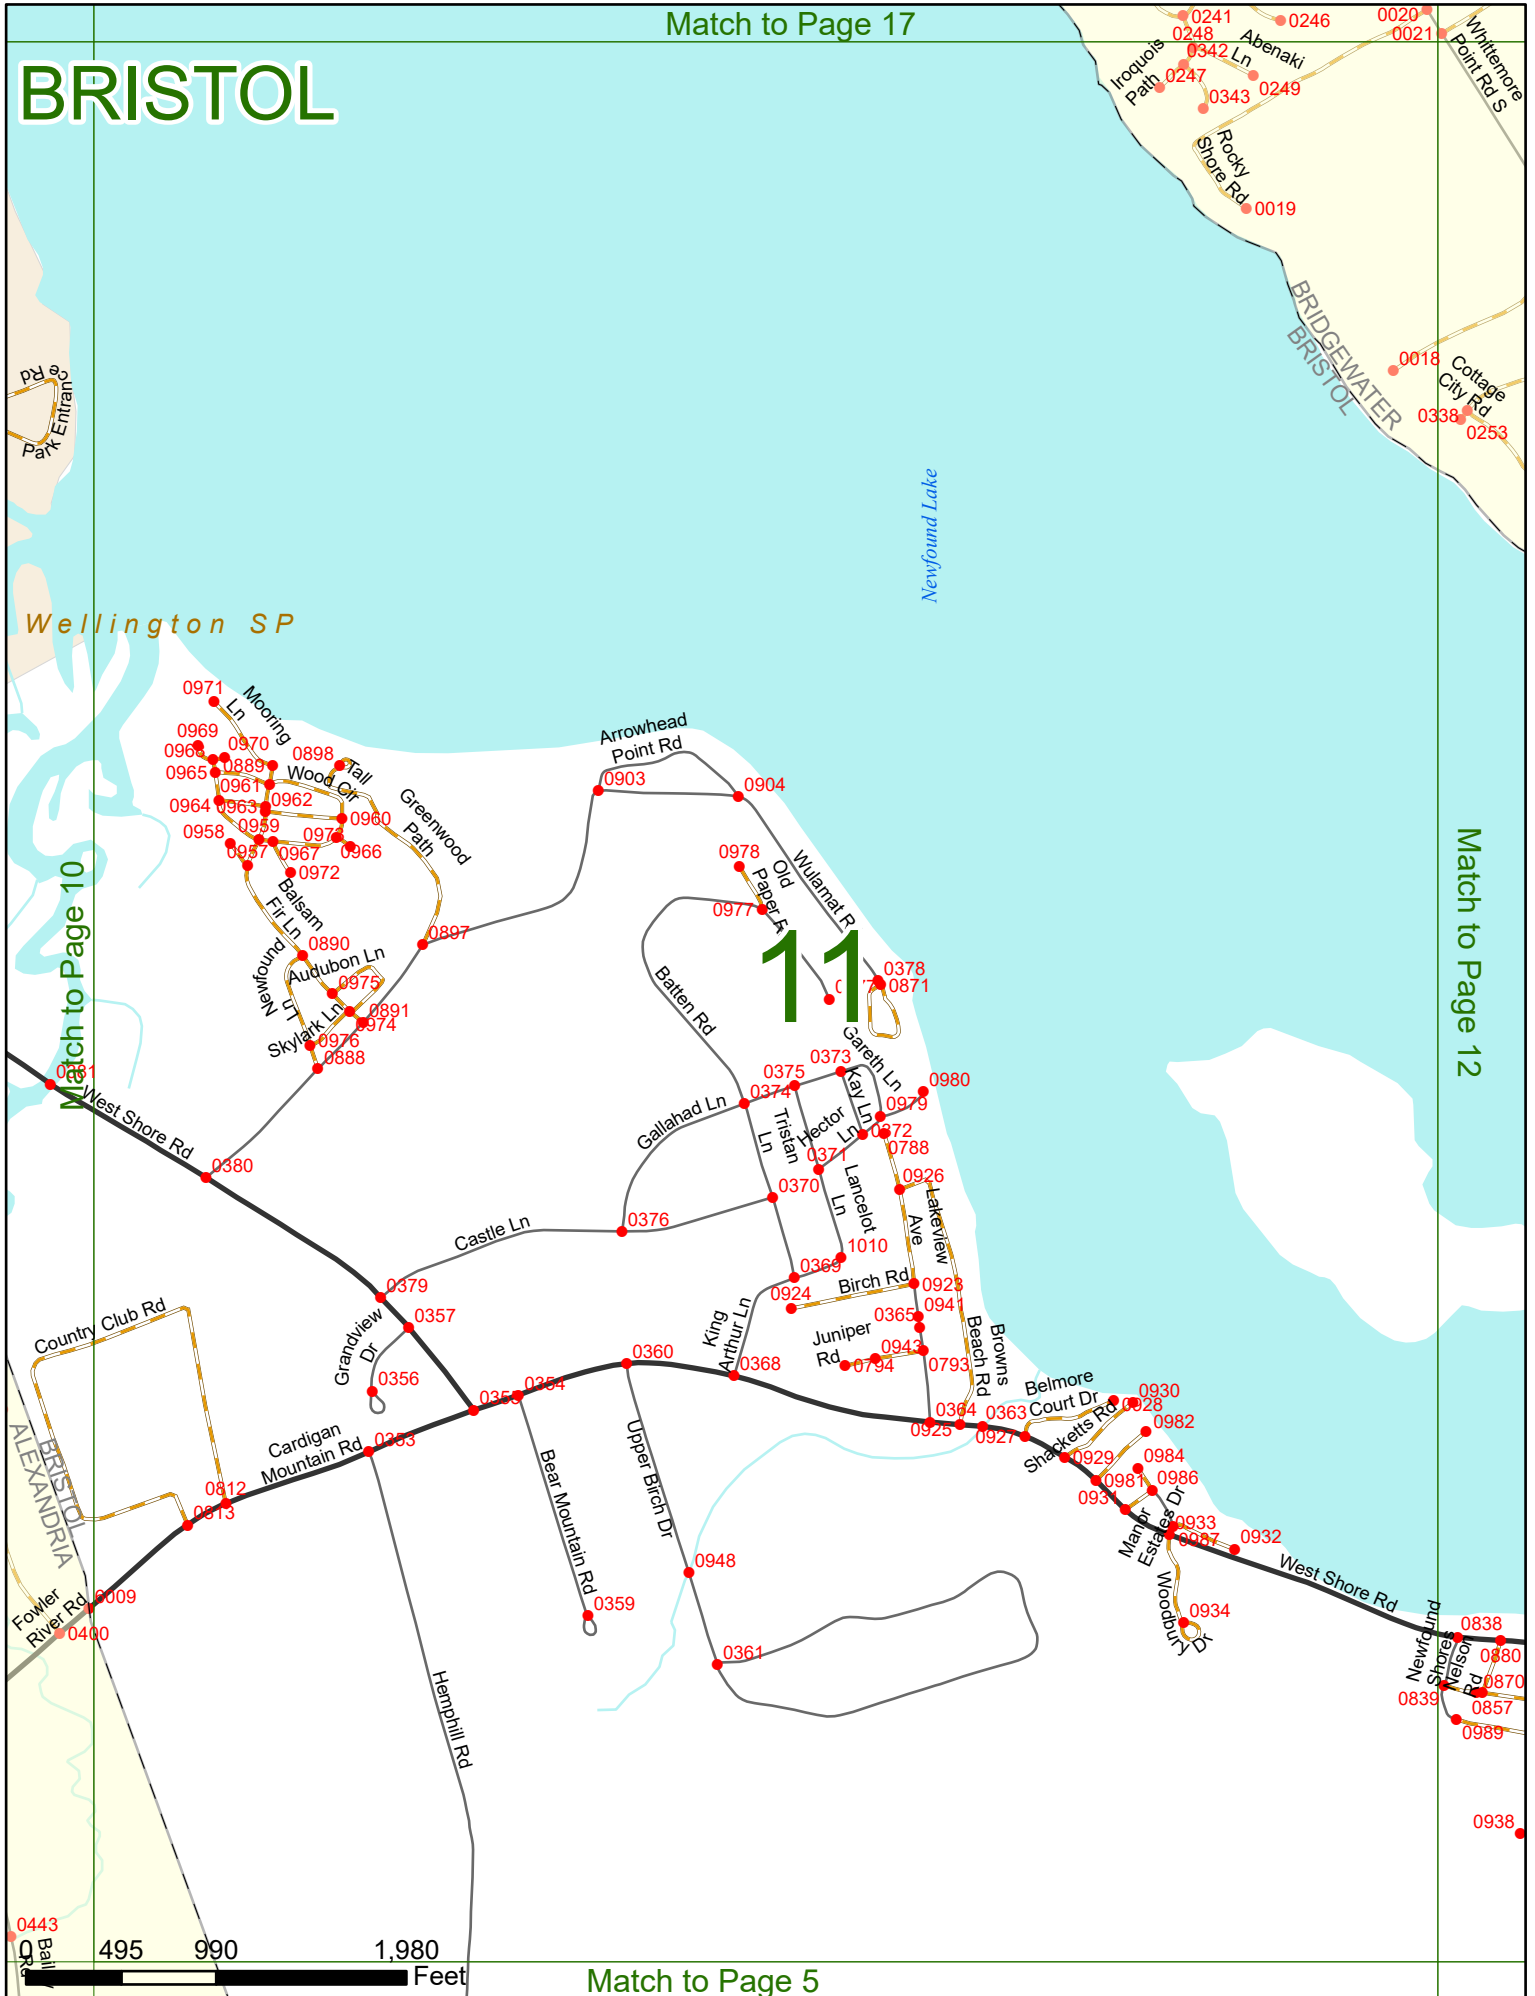 Match to Page 17
BRISTOL
0241
0246
0020
0021
0248
0342
Abenaki
Ln
Iroquois
Path
0247
0249
0343
Whittemore
Point Rd S
Rocky
Shore Rd
0019
BRIDGEWATER
BRISTOL
0018
Cottage
City Rd
0338
0253
Park Entrance Rd
Newfound Lake
Wellington SP
0971
Mooring
Ln
0969
0970
0968
0889
0898
Tall
Wood Cir
0965
0961
0962
0964
0963
0960
Greenwood
Path
0958
0959
0966
0957
0967
0972
Balsam
Fir Ln
0897
0890
Newfound
Ln
Audubon Ln
0975
0891
0974
Skylark Ln
0976
0888
Arrowhead
Point Rd
0903
0904
0978
Old
Paper
Wulamat R
0977
11
0378
0871
Batten Rd
Match to Page 10
Match to Page 12
0381
West Shore Rd
0380
Gareth Ln
0373
0375
Kay Ln
0980
0374
0979
Gallahad Ln
Tristan
Ln
Hector
Ln
0372
0788
0371
0926
0370
Lancelot
Ln
Lakeview
Ave
0376
Castle Ln
1010
0369
0379
0924
Birch Rd
0923
0357
Grandview
Dr
0365
0941
King
Arthur Ln
Juniper
Rd
0943
0794
0793
Browns
Beach Rd
Country Club Rd
0360
0368
0356
0354
0355
0364
0363
0925
0927
Belmore
Court Dr
0930
0928
0982
Shacketts Rd
0929
0984
0981
0986
0931
Manor
Estates Dr
0933
0987
0932
Cardigan
Mountain Rd
0353
0812
0813
BRISTOL
ALEXANDRIA
Bear Mountain Rd
Upper Birch Dr
0948
0359
0361
West Shore Rd
Woodbury Dr
0934
6009
Fowler
River Rd
0400
Hemphill Rd
Newfound
Shores
Nelson
Rd
0838
0880
0870
0839
0857
0989
0938
0443
0
495
990
1,980
Feet
Rd
Match to Page 5